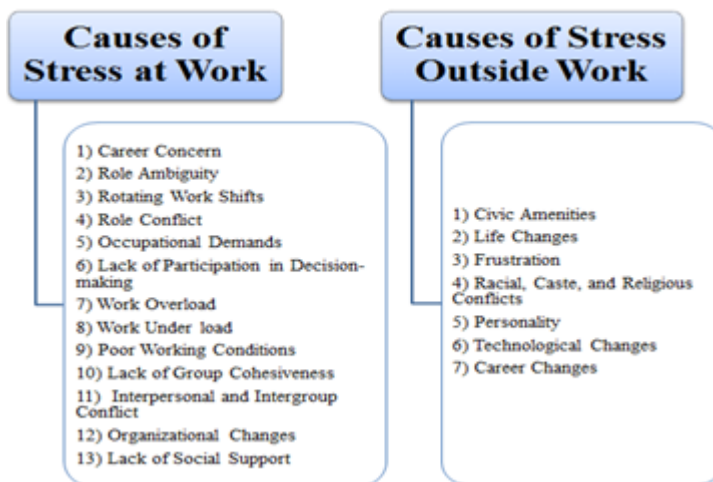 Causes of
Stress at Work
1) Career Concern
2) Role Ambiguity
3) Rotating Work Shifts
4) Role Conflict
5) Occupational Demands
6) Lack of Participation in Decision-
making
7) Work Overload
8) Work Under load
9) Poor Working Conditions
10) Lack of Group Cohesiveness
11) Interpersonal and Intergroup
Conflict
12) Organizational Changes
13) Lack of Social Support
Causes of Stress
Outside Work
1) Civic Amenities
2) Life Changes
3) Frustration
4) Racial, Caste, and Religious
Conflicts
5) Personality
6) Technological Changes
7) Career Changes